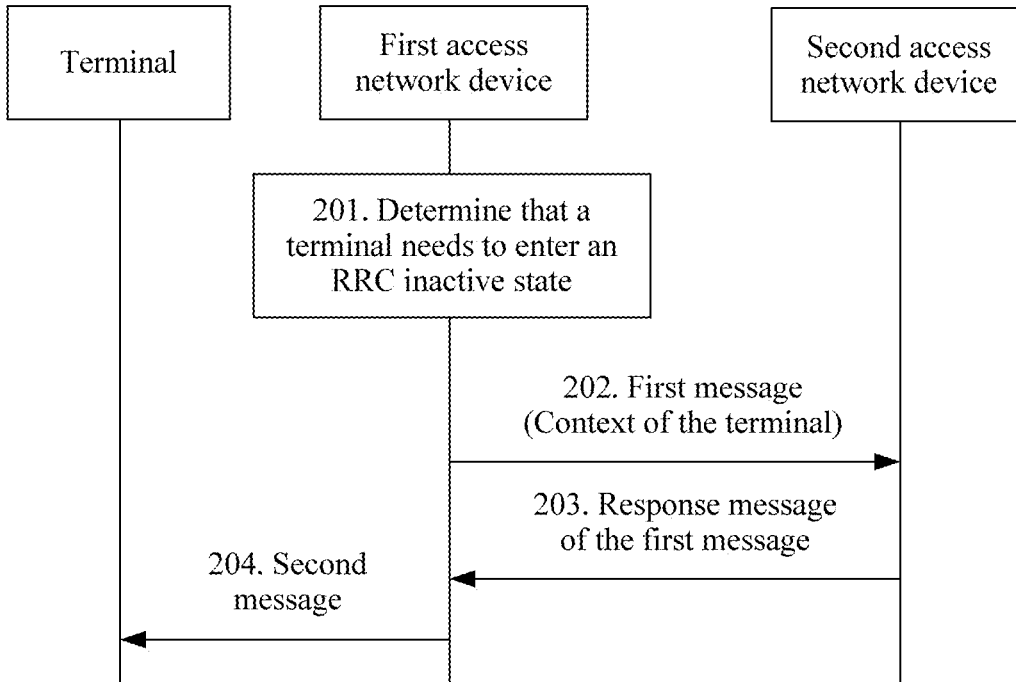 Terminal
First access
network device
Second access
network device
201. Determine that a
terminal needs to enter an
RRC inactive state
202. First message
(Context of the terminal)
203. Response message
of the first message
204. Second
message